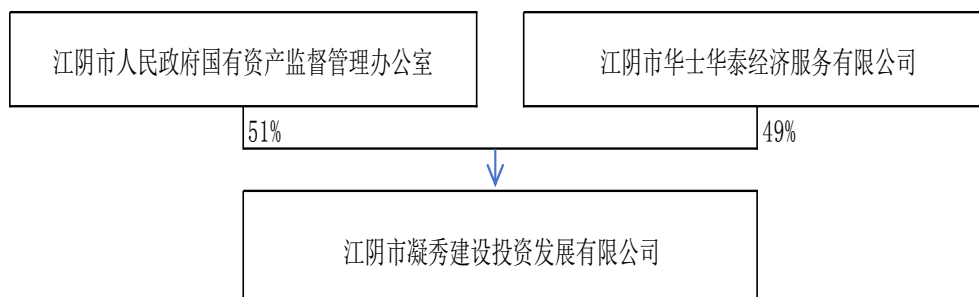 江阴市人民政府国有资产监督管理办公室
江阴市华士华泰经济服务有限公司
51%
49%
江阴市凝秀建设投资发展有限公司